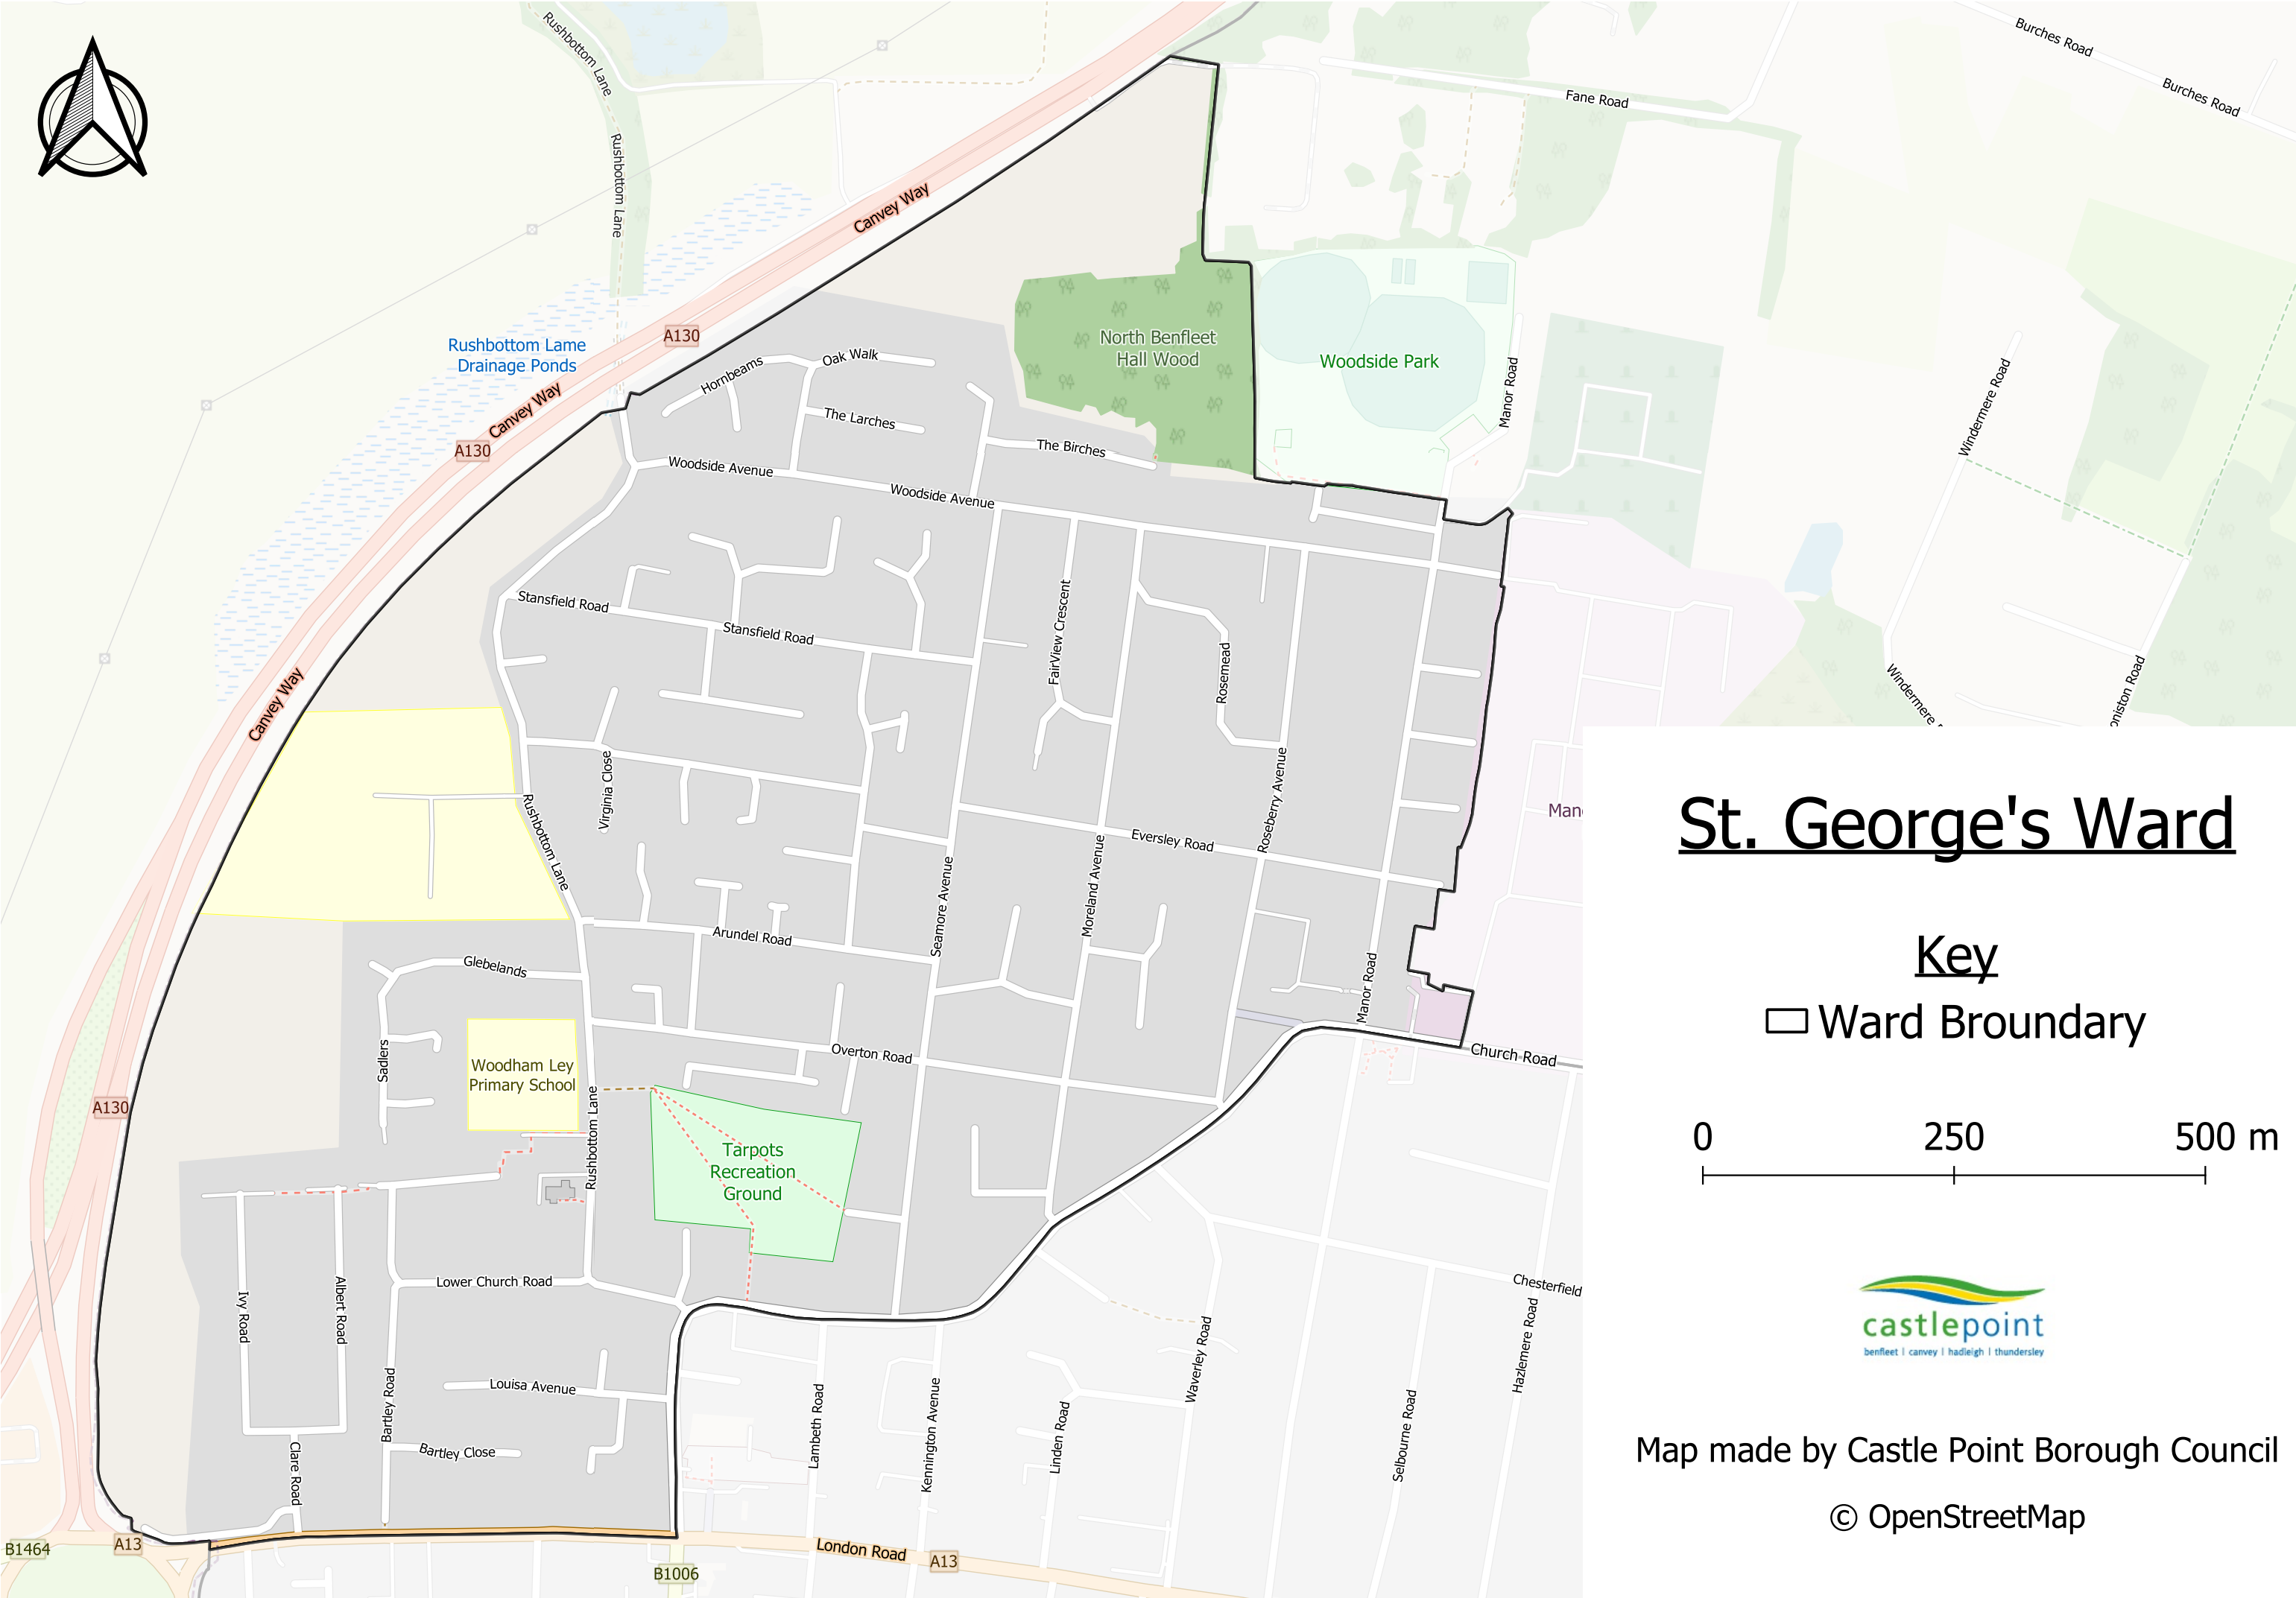 Rushbottom Lane
Burches Road
Burches Road
Fane Road
Rushbottom Lane
Canvey Way
A130
Rushbottom Lame
Drainage Ponds
North Benfleet
Hall Wood
Woodside Park
Manor Road
Windermere Road
Oak Walk
Hornbeams
The Larches
Canvey Way
A130
The Birches
Woodside Avenue
Woodside Avenue
Stansfield Road
Stansfield Road
FairView Crescent
Rosemead
Canvey Way
Virginia Close
Rushbottom Lane
Roseberry Avenue
Eversley Road
Seamore Avenue
Moreland Avenue
Arundel Road
Glebelands
Manor Road
Sadlers
Woodham Ley
Primary School
Overton Road
Church Road
A130
Rushbottom Lane
Tarpots
Recreation
Ground
Lower Church Road
Chesterfield
Ivy Road
Albert Road
Bartley Road
Louisa Avenue
Waverley Road
Hazlemere Road
Clare Road
Bartley Close
Lambeth Road
Kennington Avenue
Linden Road
Selbourne Road
B1464
A13
London Road
A13
B1006
St. George's Ward
Key
Ward Broundary
0 250 500 m
castlepoint
benfleet | canvey | hadleigh | thundersley
Map made by Castle Point Borough Council
© OpenStreetMap